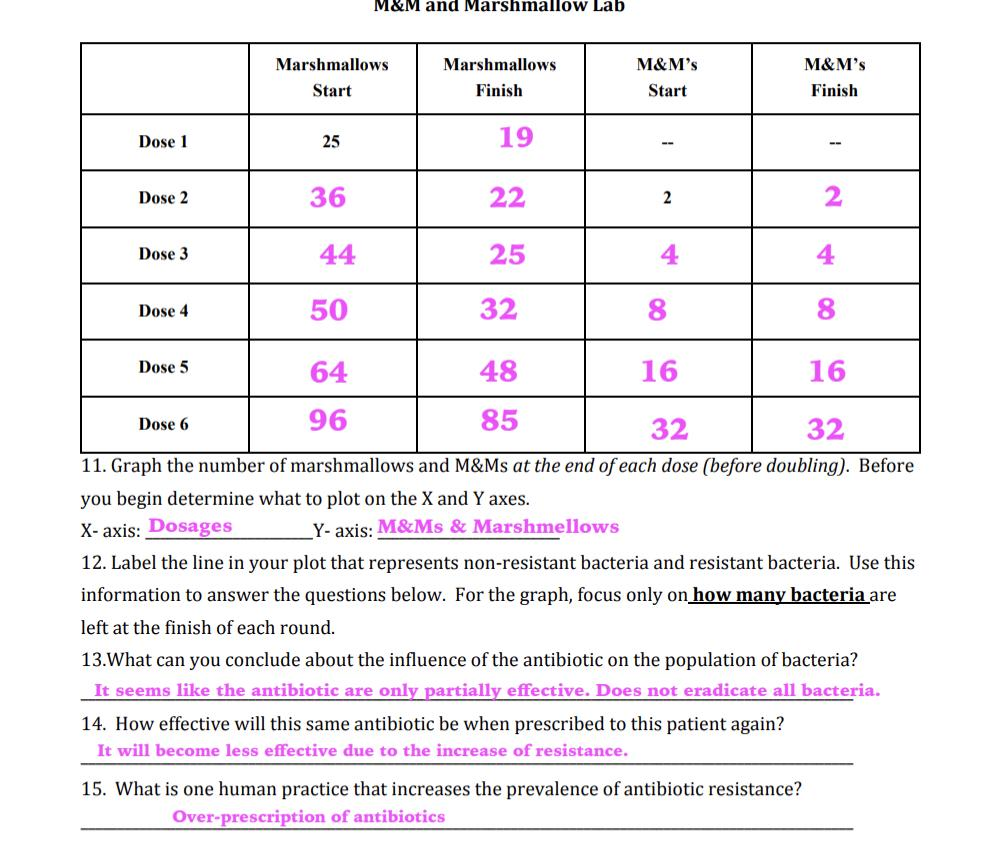 M&M and Marshmallow Lab
Marshmallows Start Marshmallows Finish M&M's Start M&M's Finish
Dose 1 25 19 -- --
Dose 2 36 22 2 2
Dose 3 44 25 4 4
Dose 4 50 32 8 8
Dose 5 64 48 16 16
Dose 6 96 85 32 32
11. Graph the number of marshmallows and M&Ms at the end of each dose (before doubling). Before
you begin determine what to plot on the X and Y axes.
X- axis: Dosages Y- axis: M&Ms & Marshmellows
12. Label the line in your plot that represents non-resistant bacteria and resistant bacteria. Use this
information to answer the questions below. For the graph, focus only on how many bacteria are
left at the finish of each round.
13.What can you conclude about the influence of the antibiotic on the population of bacteria?
It seems like the antibiotic are only partially effective. Does not eradicate all bacteria.
14. How effective will this same antibiotic be when prescribed to this patient again?
It will become less effective due to the increase of resistance.
15. What is one human practice that increases the prevalence of antibiotic resistance?
Over-prescription of antibiotics